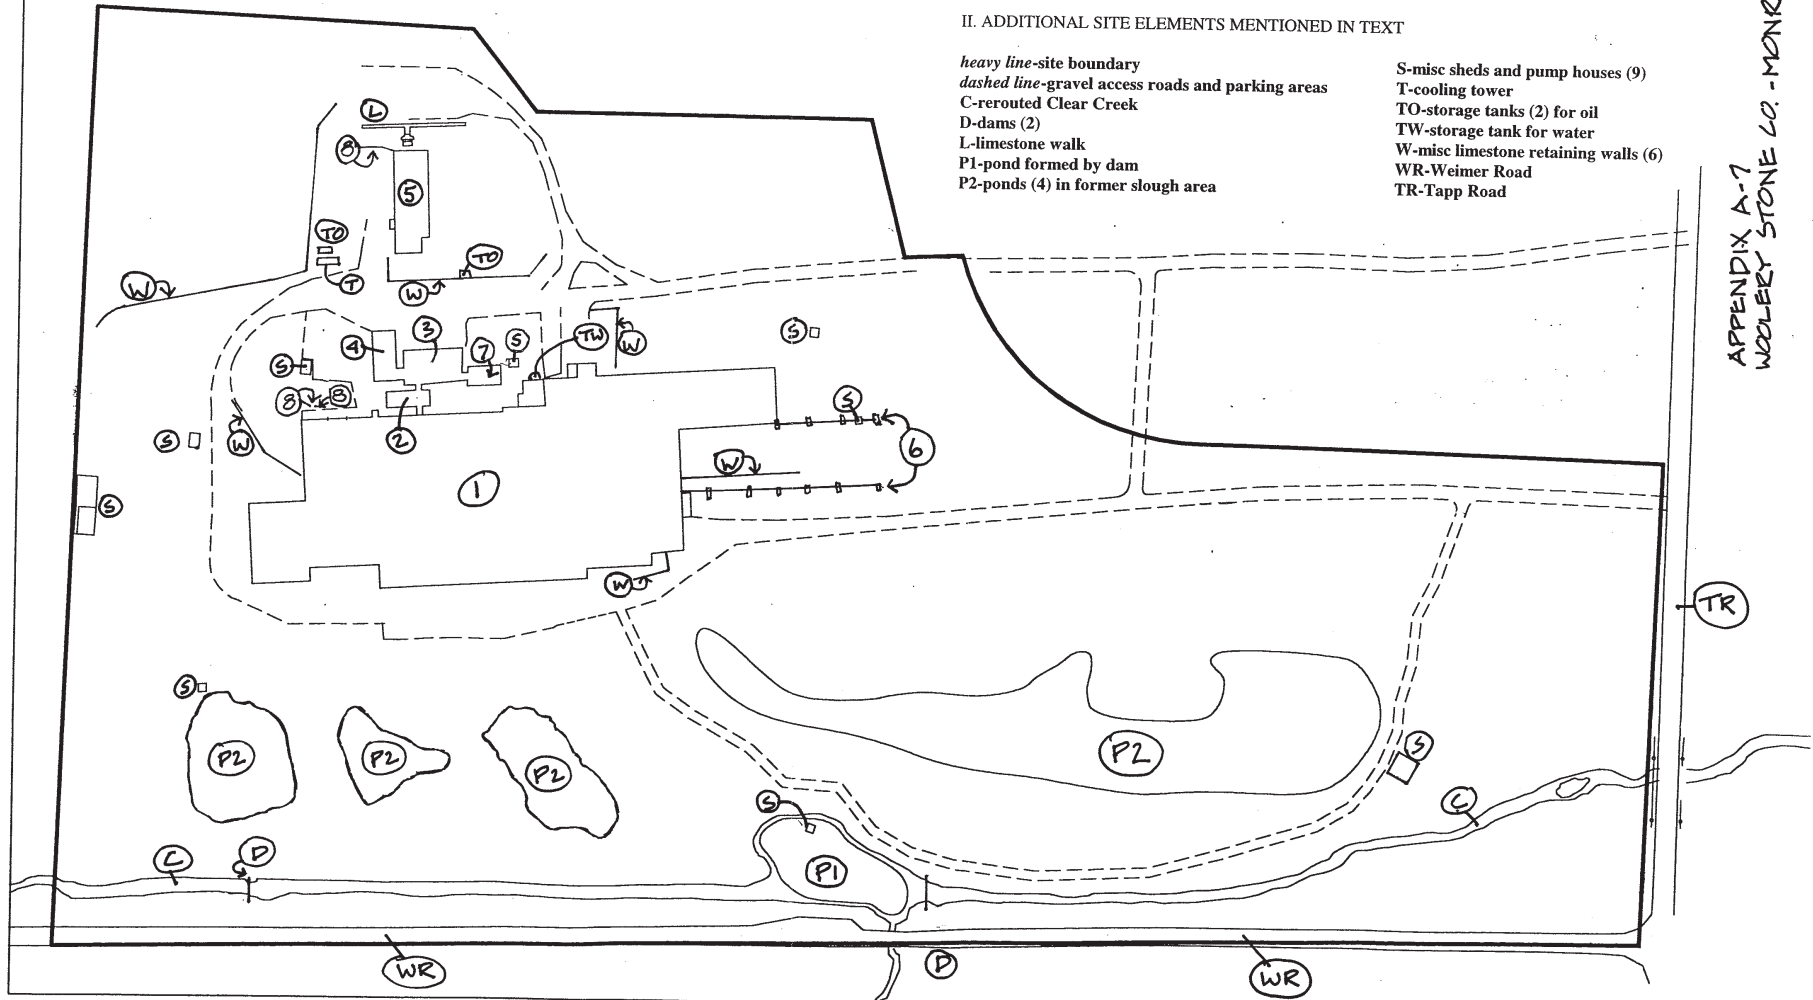 II. ADDITIONAL SITE ELEMENTS MENTIONED IN TEXT
heavy line-site boundary
dashed line-gravel access roads and parking areas
C-rerouted Clear Creek
D-dams (2)
L-limestone walk
P1-pond formed by dam
P2-ponds (4) in former slough area
S-misc sheds and pump houses (9)
T-cooling tower
TO-storage tanks (2) for oil
TW-storage tank for water
W-misc limestone retaining walls (6)
WR-Weimer Road
TR-Tapp Road
APPENDIX A-7
WOOLERY STONE CO. - MONR
L
8
5
TO
TO
T
W
W
3
4
7
S
TW
W
S
S
8
8
S
2
W
S
6
W
1
S
W
TR
S
P2
P2
P2
P2
S
S
C
P1
C
D
WR
D
WR